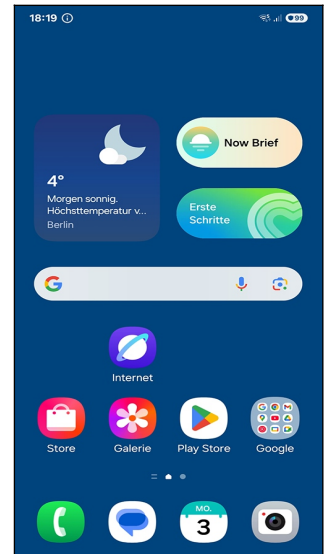 18:19
99
Now Brief
4°
Morgen sonnig.
Höchsttemperatur v...
Berlin
Erste
Schritte
Internet
Store
Galerie
Play Store
Google
MO.
3